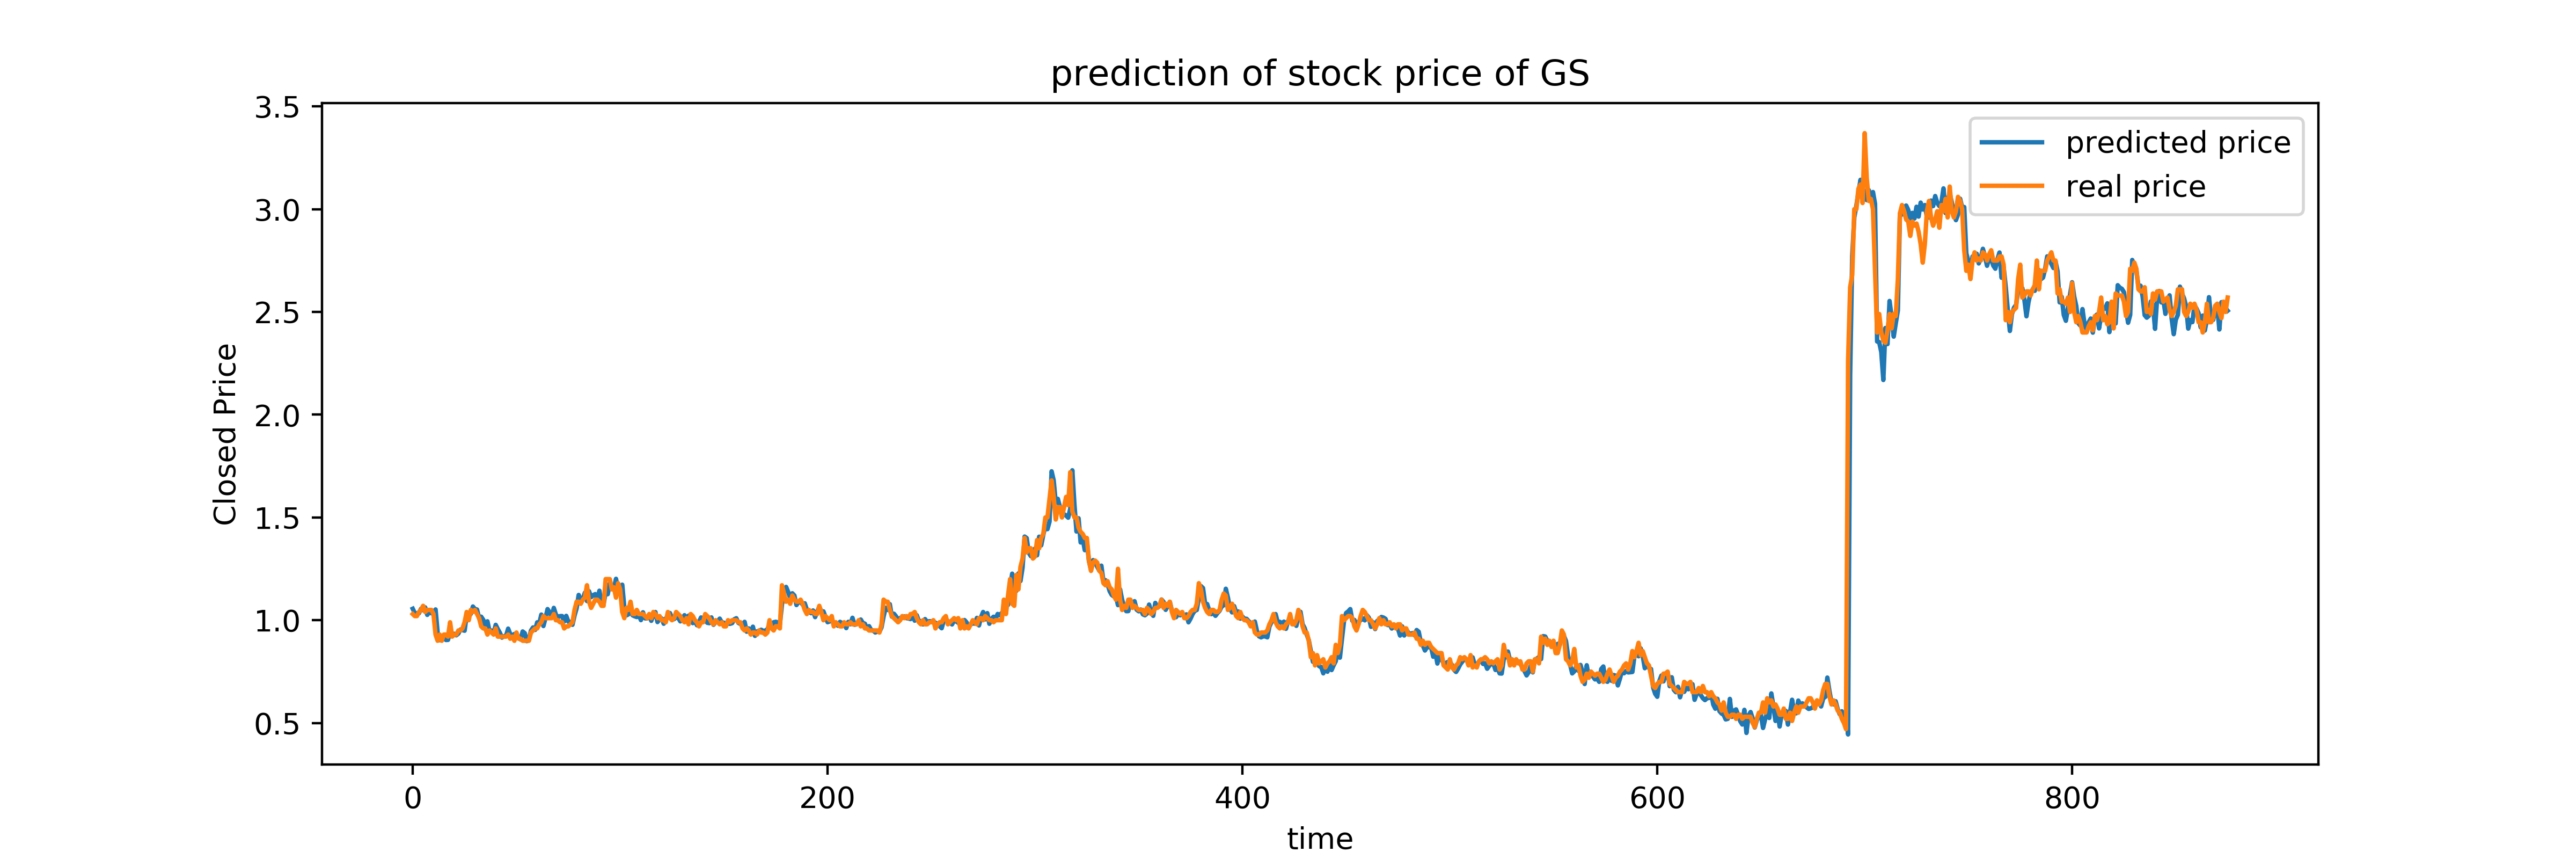 prediction of stock price of GS
3.5
3.0
2.5
2.0
1.5
1.0
0.5
Closed Price
predicted price
real price
0
200
400
600
800
time